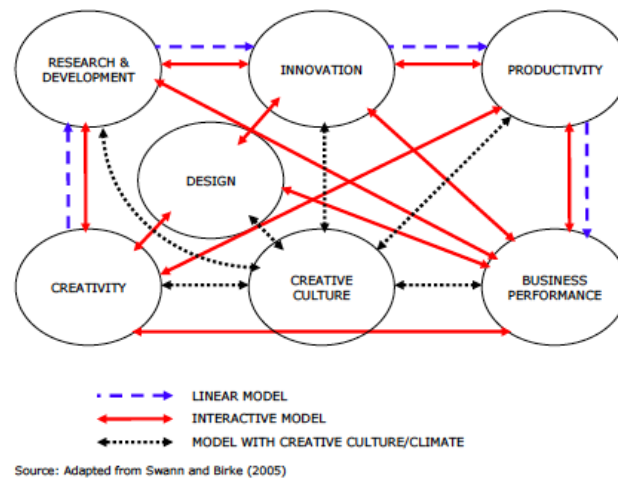 RESEARCH &
DEVELOPMENT
INNOVATION
PRODUCTIVITY
DESIGN
CREATIVITY
CREATIVE
CULTURE
BUSINESS
PERFORMANCE
LINEAR MODEL
INTERACTIVE MODEL
MODEL WITH CREATIVE CULTURE/CLIMATE
Source: Adapted from Swann and Birke (2005)